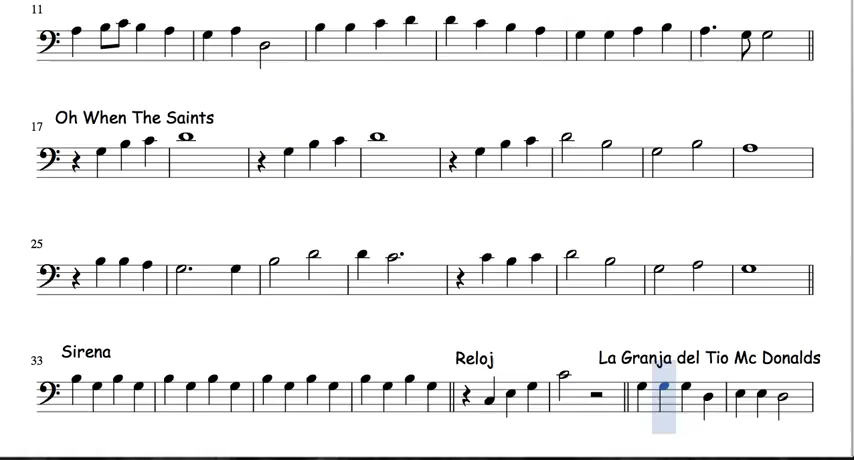 11
Oh When The Saints
17
25
Sirena
33
Reloj
La Granja del Tio Mc Donalds